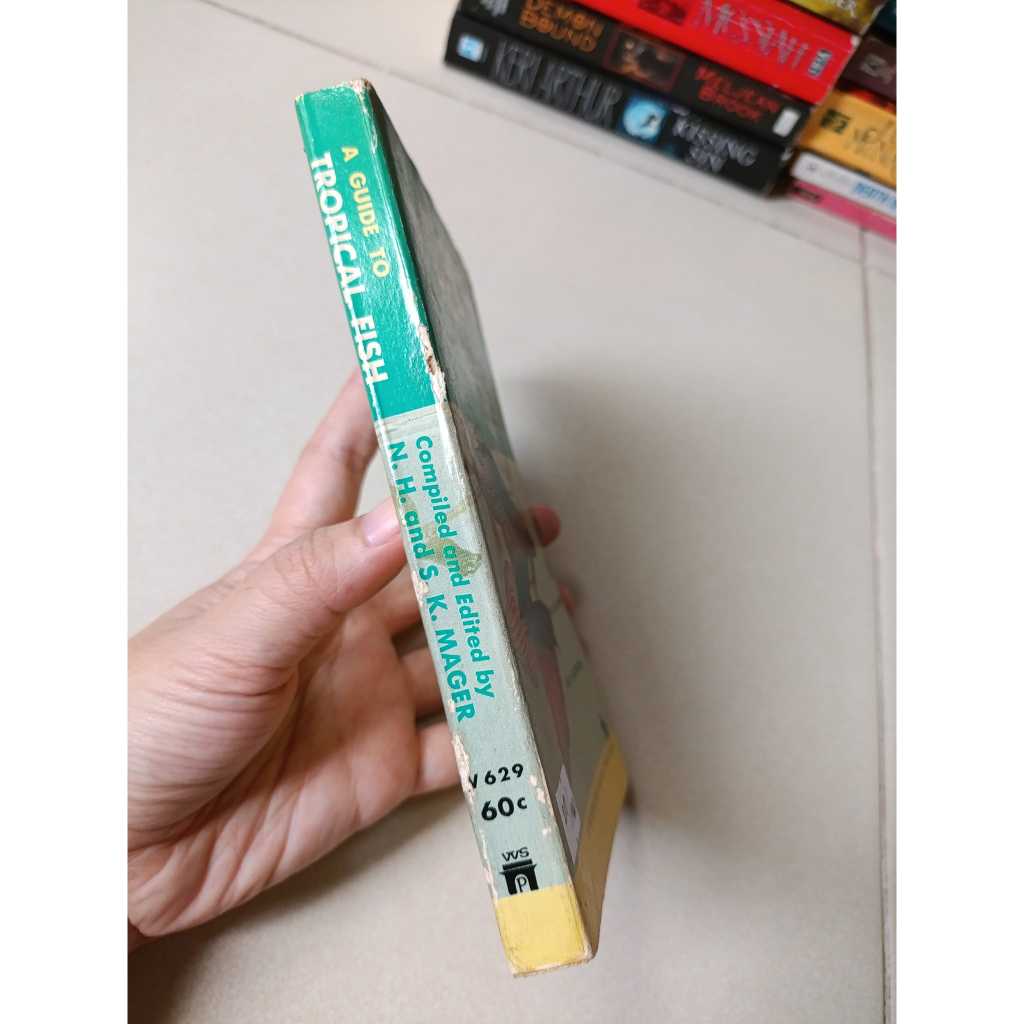 A GUIDE TO
TROPICAL FISH
Compiled and Edited by
N. H. and S. K. MAGER
W 629
60c
WS
P
MESSIAH
DEMON
BOUND
MELJEAN
BROOK
KERI ARTHUR
KISSING
SIN